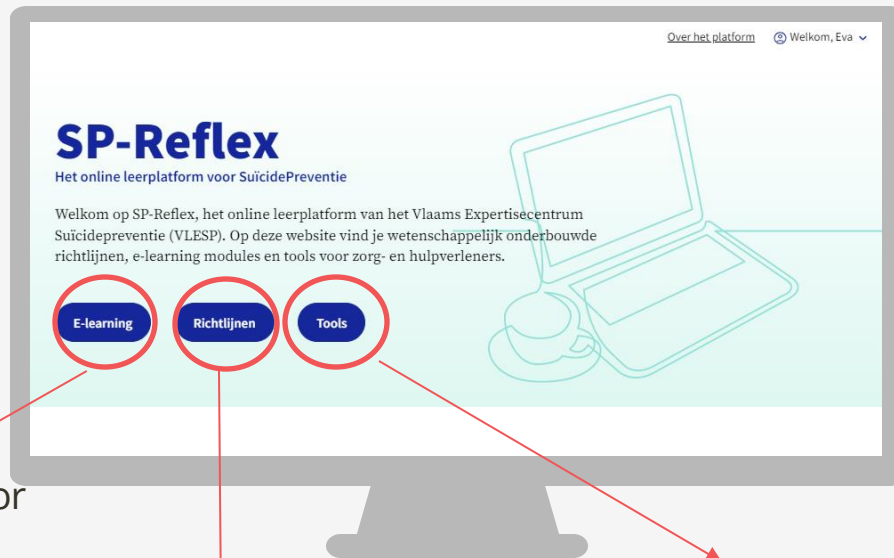 Over het platform Welkom, Eva
SP-Reflex
Het online leerplatform voor SuïcidePreventie
Welkom op SP-Reflex, het online leerplatform van het Vlaams Expertisecentrum
Suïcidepreventie (VLESP). Op deze website vind je wetenschappelijk onderbouwde
richtlijnen, e-learning modules en tools voor zorg- en hulpverleners.
E-learning Richtlijnen Tools